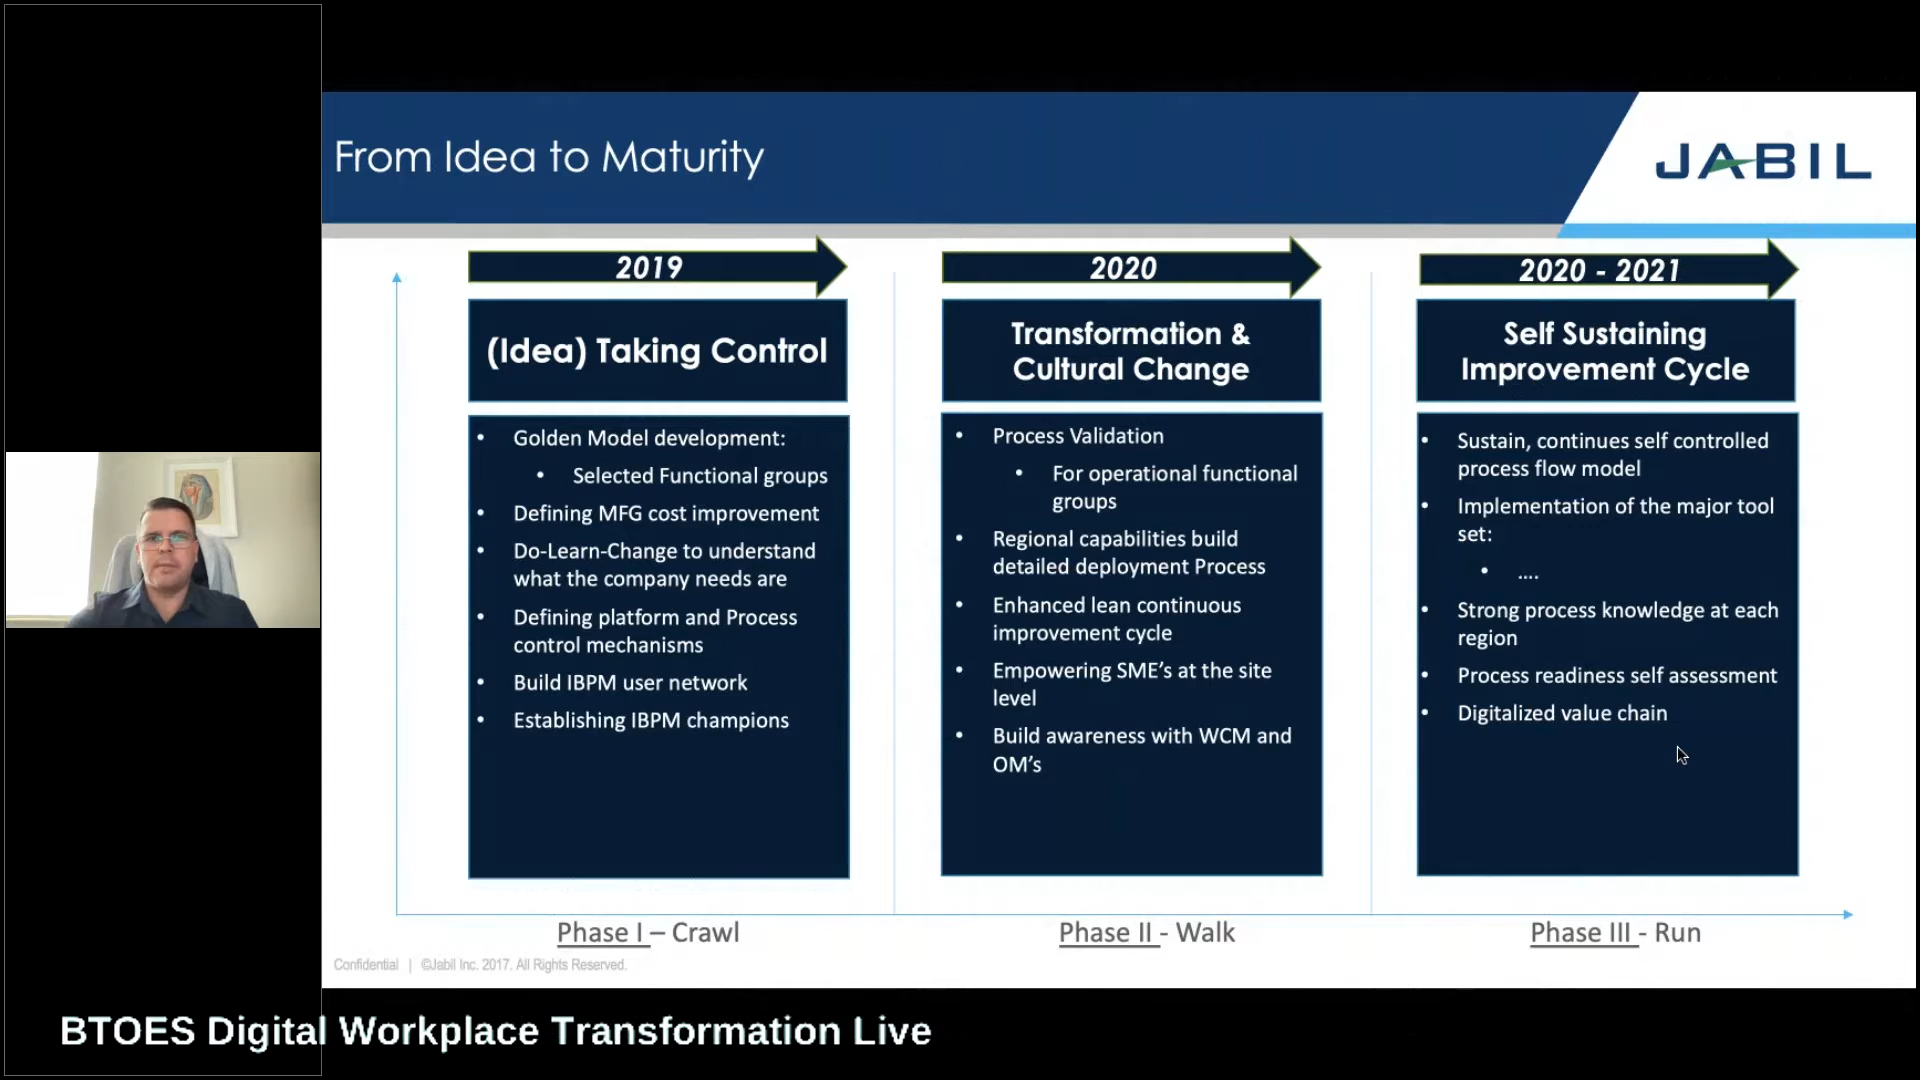 From Idea to Maturity
JABIL
2019
2020
2020 - 2021
(Idea) Taking Control
Transformation &
Cultural Change
Self Sustaining
Improvement Cycle
• Golden Model development:
• Selected Functional groups
• Defining MFG cost improvement
• Do-Learn-Change to understand
what the company needs are
• Defining platform and Process
control mechanisms
• Build IBPM user network
• Establishing IBPM champions
• Process Validation
• For operational functional
groups
• Regional capabilities build
detailed deployment Process
• Enhanced lean continuous
improvement cycle
• Empowering SME's at the site
level
• Build awareness with WCM and
OM's
• Sustain, continues self controlled
process flow model
• Implementation of the major tool
set:
• ....
• Strong process knowledge at each
region
• Process readiness self assessment
• Digitalized value chain
Phase I – Crawl
Phase II - Walk
Phase III - Run
Confidential | ©Jabil Inc. 2017. All Rights Reserved.
BTOES Digital Workplace Transformation Live